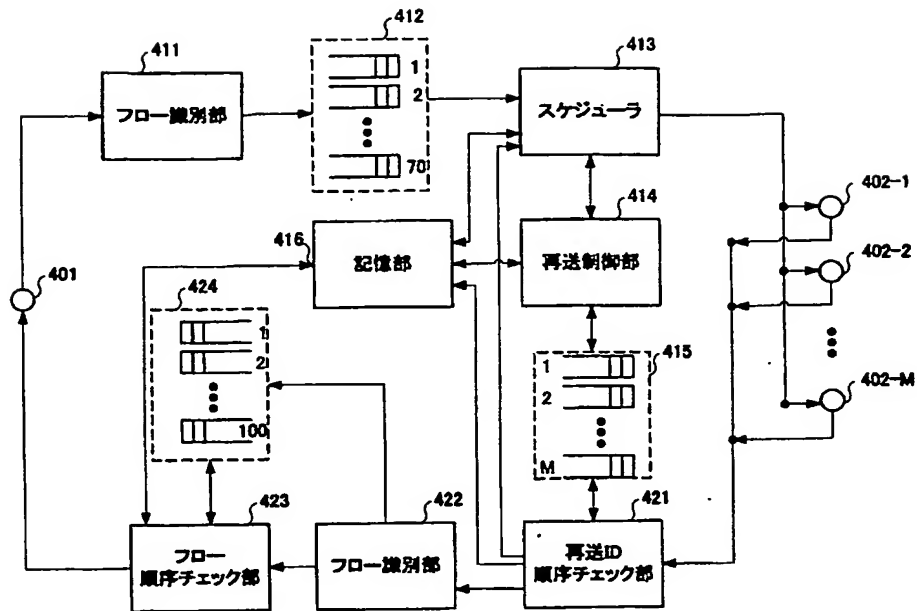 411
フロー識別部
412
1
2
70
413
スケジューラ
414
再送制御部
416
記憶部
402-1
402-2
402-M
401
424
1
2
100
415
1
2
M
423
フロー
順序チェック部
422
フロー識別部
421
再送ID
順序チェック部